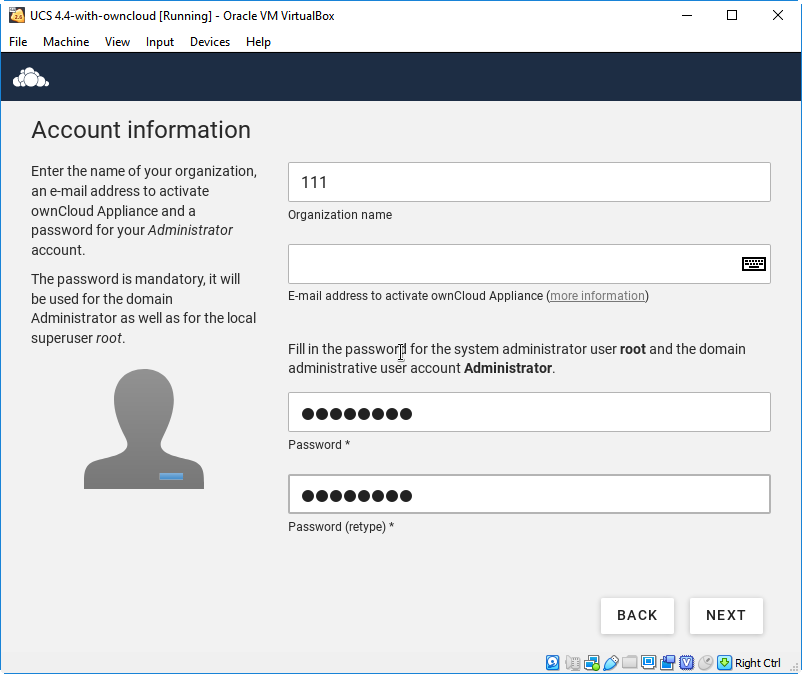 UCS 4.4-with-owncloud [Running] - Oracle VM VirtualBox
File Machine View Input Devices Help
Account information
Enter the name of your organization,
an e-mail address to activate
ownCloud Appliance and a
password for your Administrator
account.
The password is mandatory, it will
be used for the domain
Administrator as well as for the local
superuser root.
111
Organization name
E-mail address to activate ownCloud Appliance (more information)
Fill in the password for the system administrator user root and the domain
administrative user account Administrator.
●●●●●●●●
Password *
●●●●●●●●
Password (retype) *
BACK NEXT
Right Ctrl